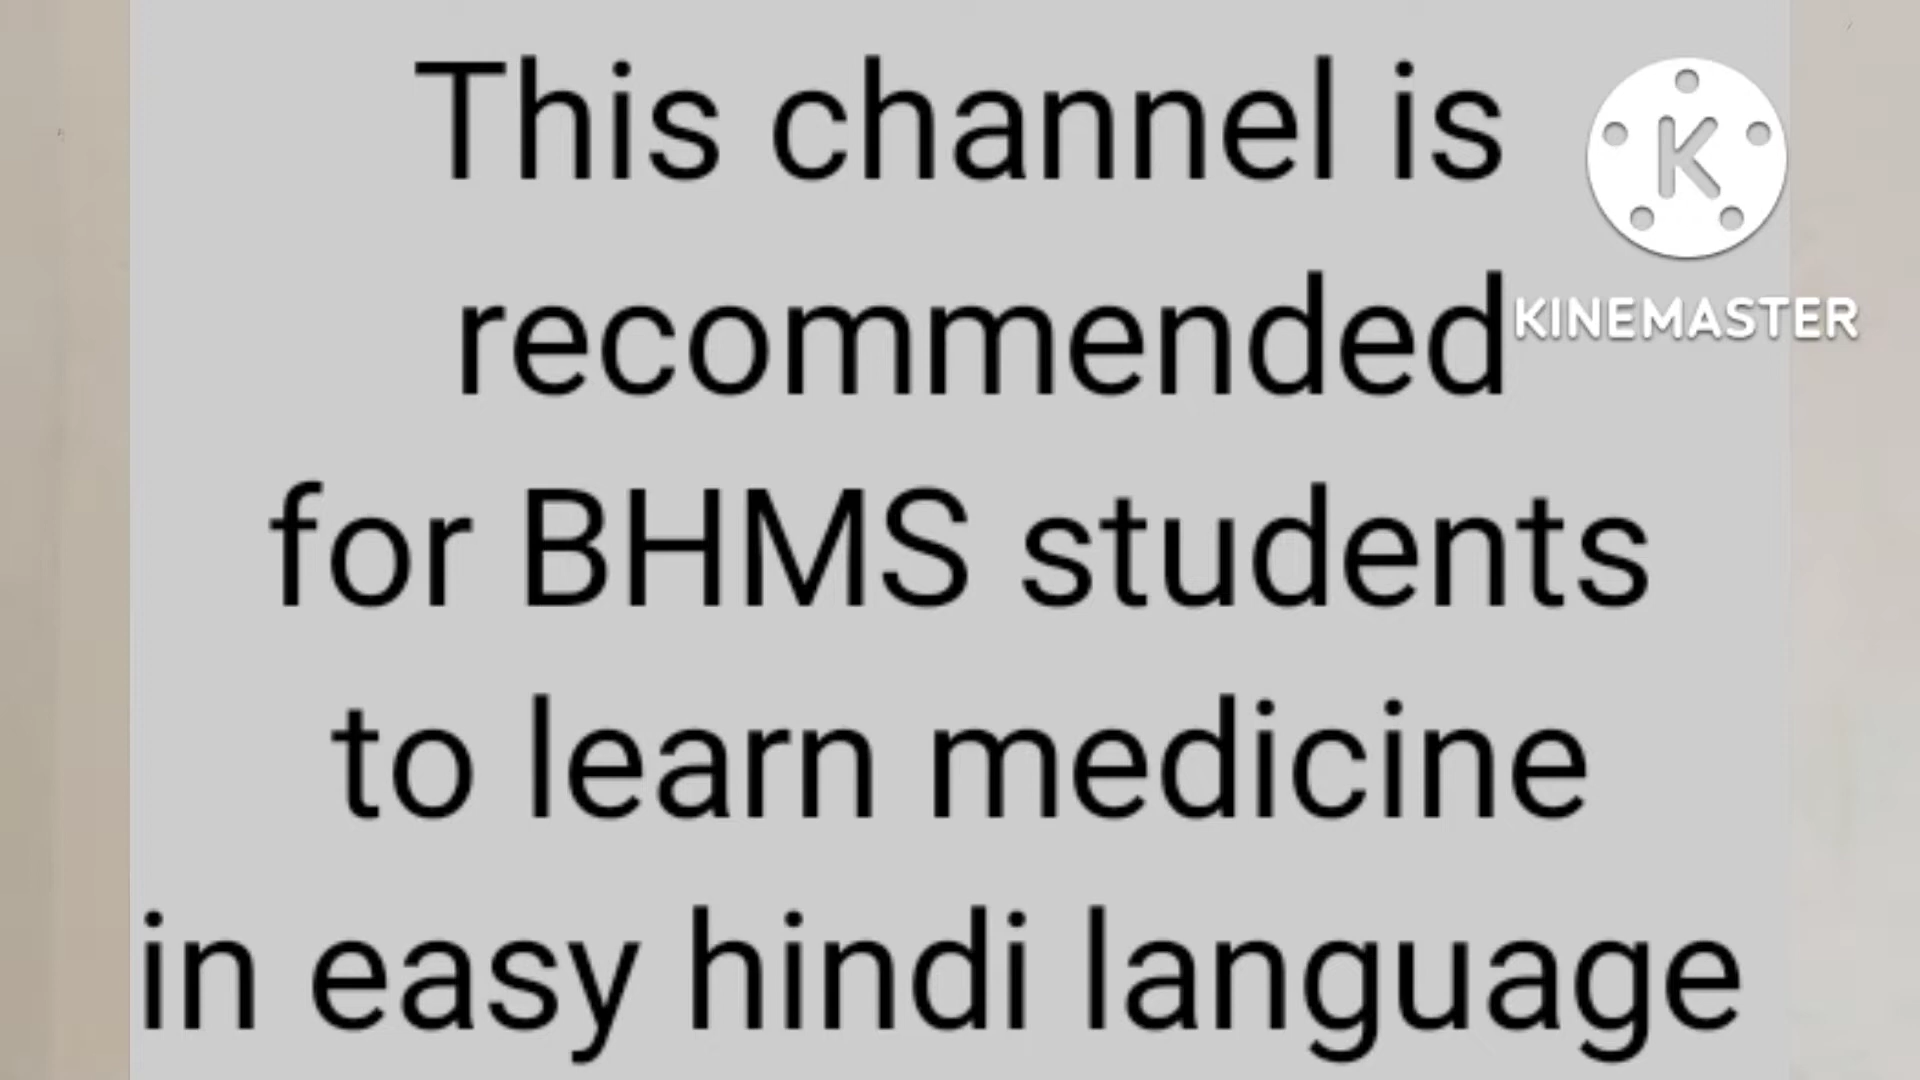 This channel is
recommended
for BHMS students
to learn medicine
in easy hindi language
K
KINEMASTER